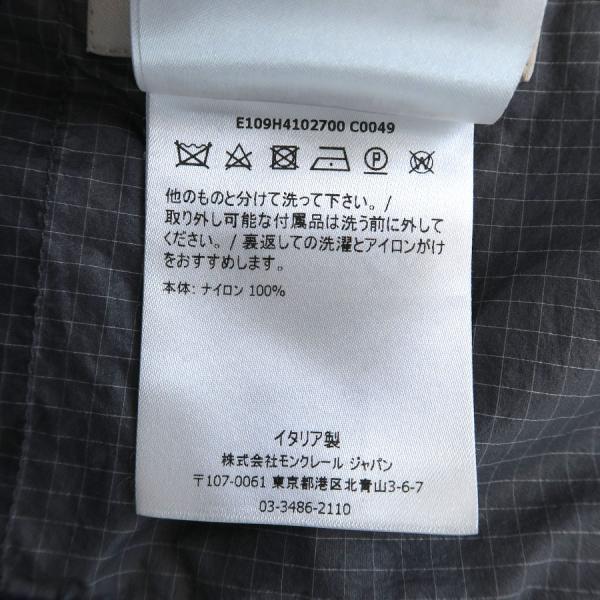 E109H4102700 C0049
他のものと分けて洗って下さい。/
取り外し可能な付属品は洗う前に外して
ください。/ 裏返しての洗濯とアイロンがけ
をおすすめします。
本体: ナイロン 100%
イタリア製
株式会社モンクレール ジャパン
〒107-0061 東京都港区北青山3-6-7
03-3486-2110